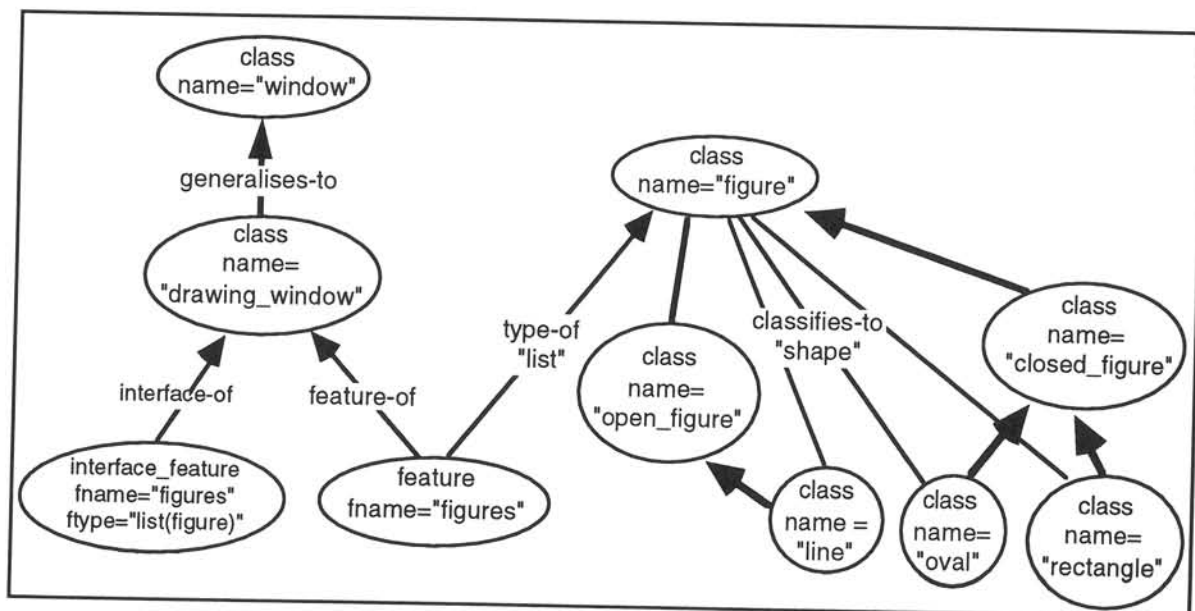 class
name="window"
generalises-to
class
name=
"drawing_window"
interface-of
feature-of
interface_feature
fname="figures"
ftype="list(figure)"
feature
fname="figures"
type-of
"list"
class
name="figure"
classifies-to
"shape"
class
name=
"open_figure"
class
name=
"closed_figure"
class
name =
"line"
class
name=
"oval"
class
name=
"rectangle"